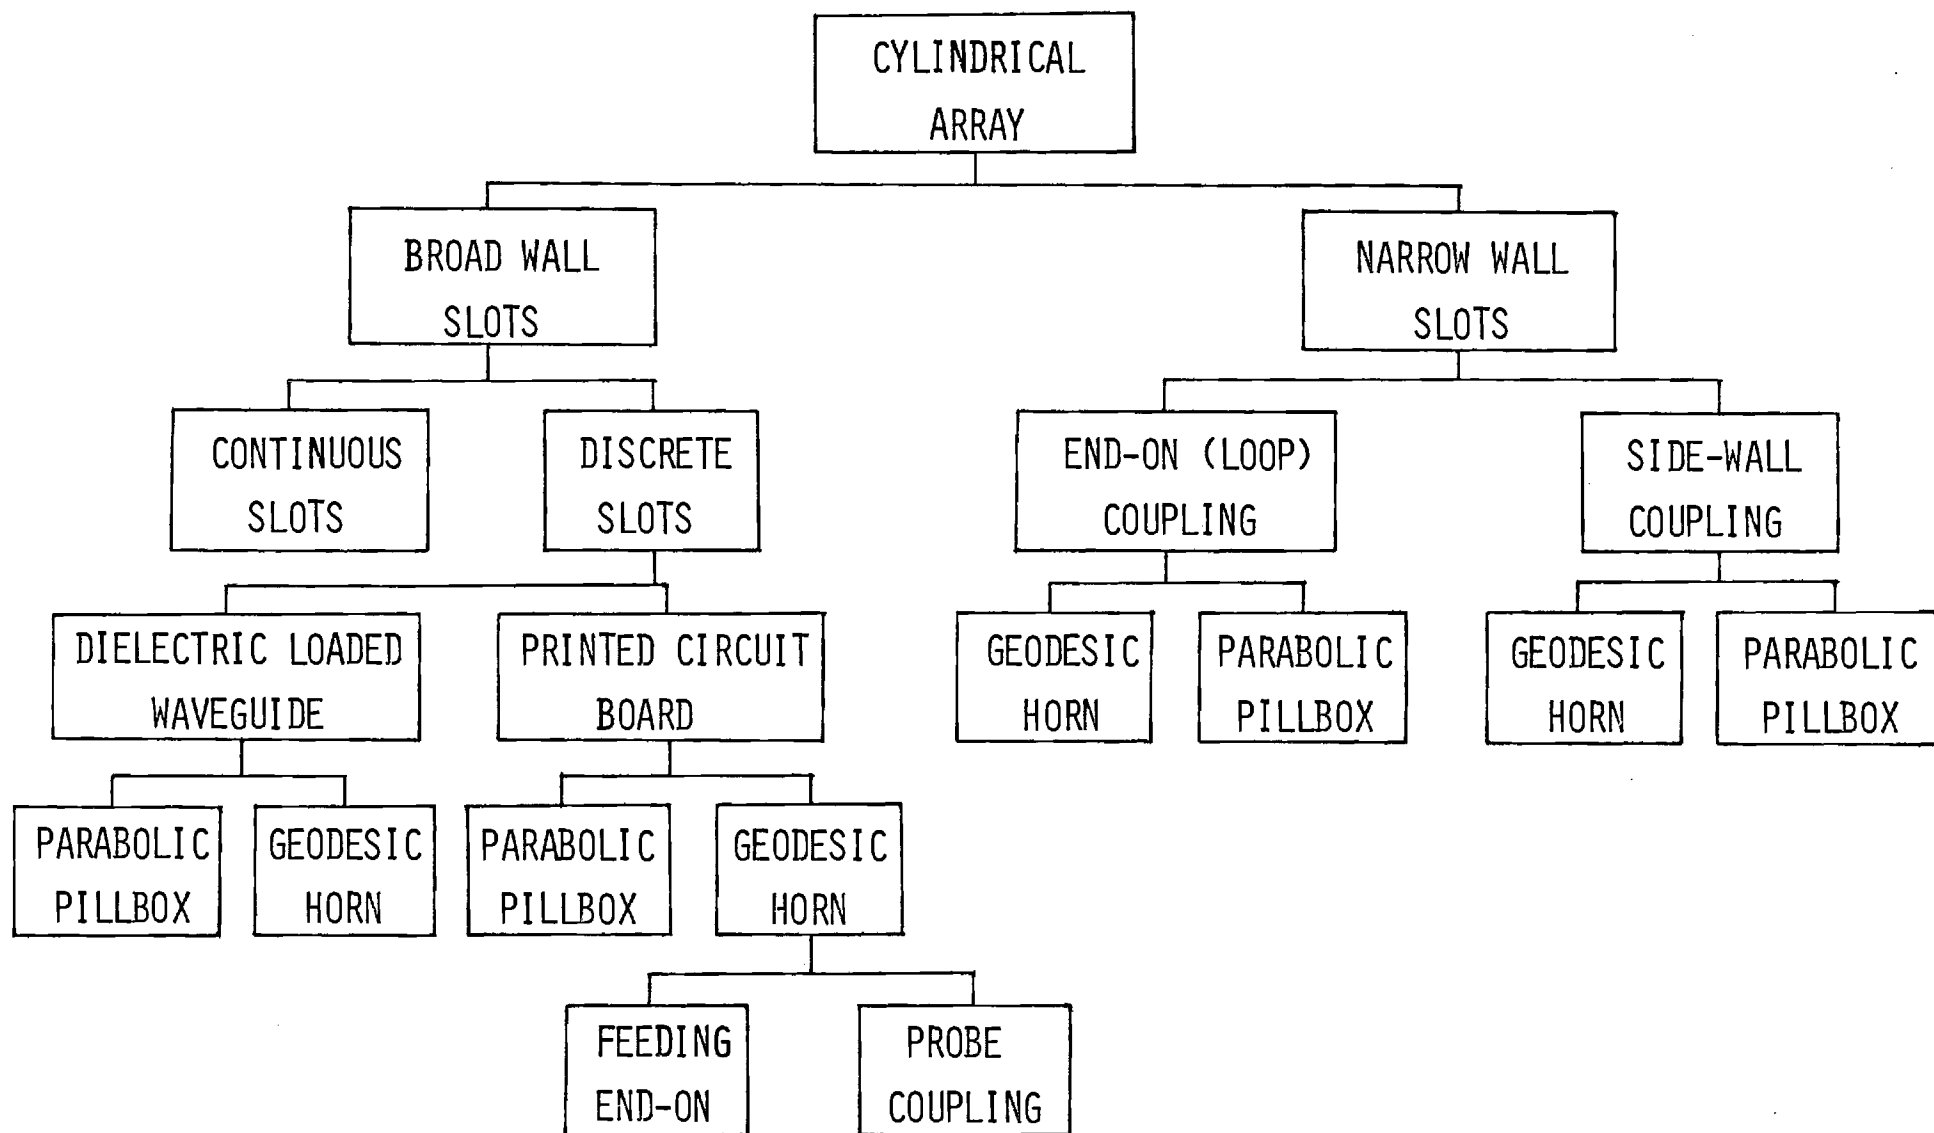 CYLINDRICAL
ARRAY
BROAD WALL
SLOTS
NARROW WALL
SLOTS
CONTINUOUS
SLOTS
DISCRETE
SLOTS
END-ON (LOOP)
COUPLING
SIDE-WALL
COUPLING
DIELECTRIC LOADED
WAVEGUIDE
PRINTED CIRCUIT
BOARD
GEODESIC
HORN
PARABOLIC
PILLBOX
GEODESIC
HORN
PARABOLIC
PILLBOX
PARABOLIC
PILLBOX
GEODESIC
HORN
PARABOLIC
PILLBOX
GEODESIC
HORN
FEEDING
END-ON
PROBE
COUPLING